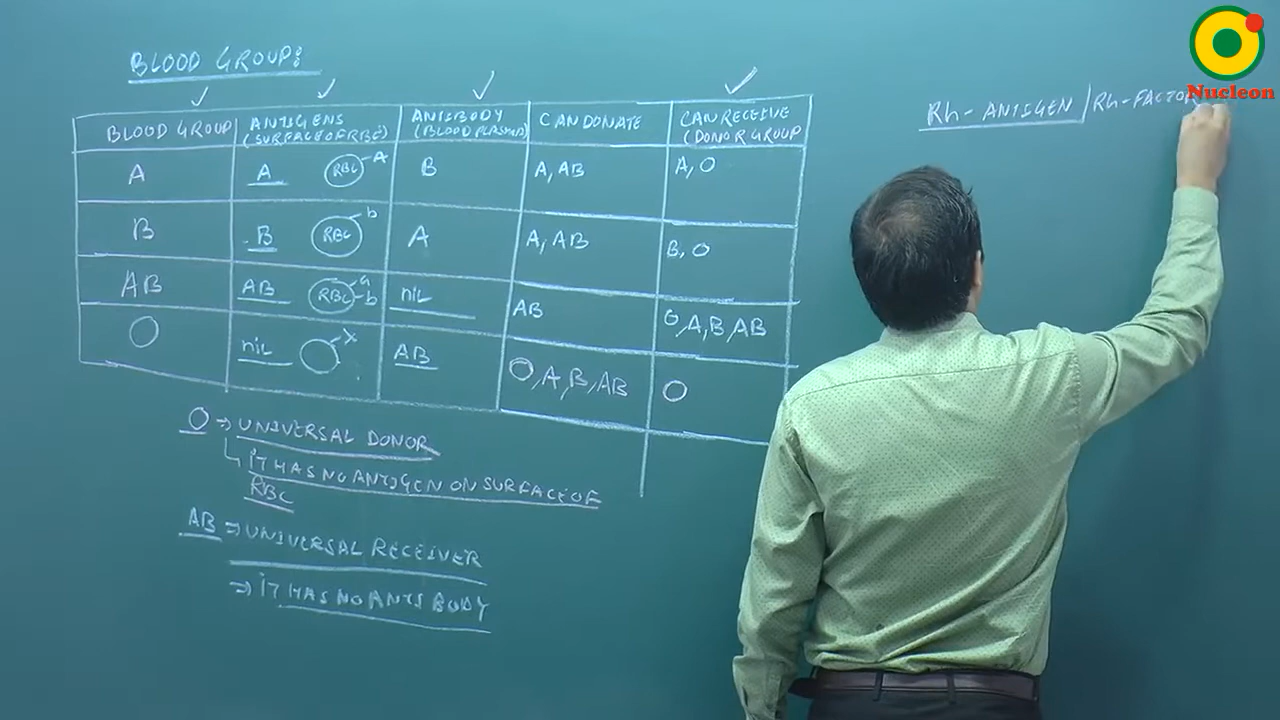 BLOOD GROUP:
BLOOD GROUP ANTIGENS (SURFACE OF RBC) ANTIBODY (BLOOD PLASMA) CAN DONATE CAN RECEIVE (DONOR GROUP
A A RBC A B A, AB A, O
B B RBC b A A, AB B, O
AB AB RBC a b nil AB O, A, B, AB
O nil x AB O, A, B, AB O
O ⇒ UNIVERSAL DONOR
↳ IT HAS NO ANTIGEN ON SURFACE OF
RBC
AB ⇒ UNIVERSAL RECEIVER
⇒ IT HAS NO ANTI BODY
Rh-ANTIGEN / Rh-FACTOR
Nucleon